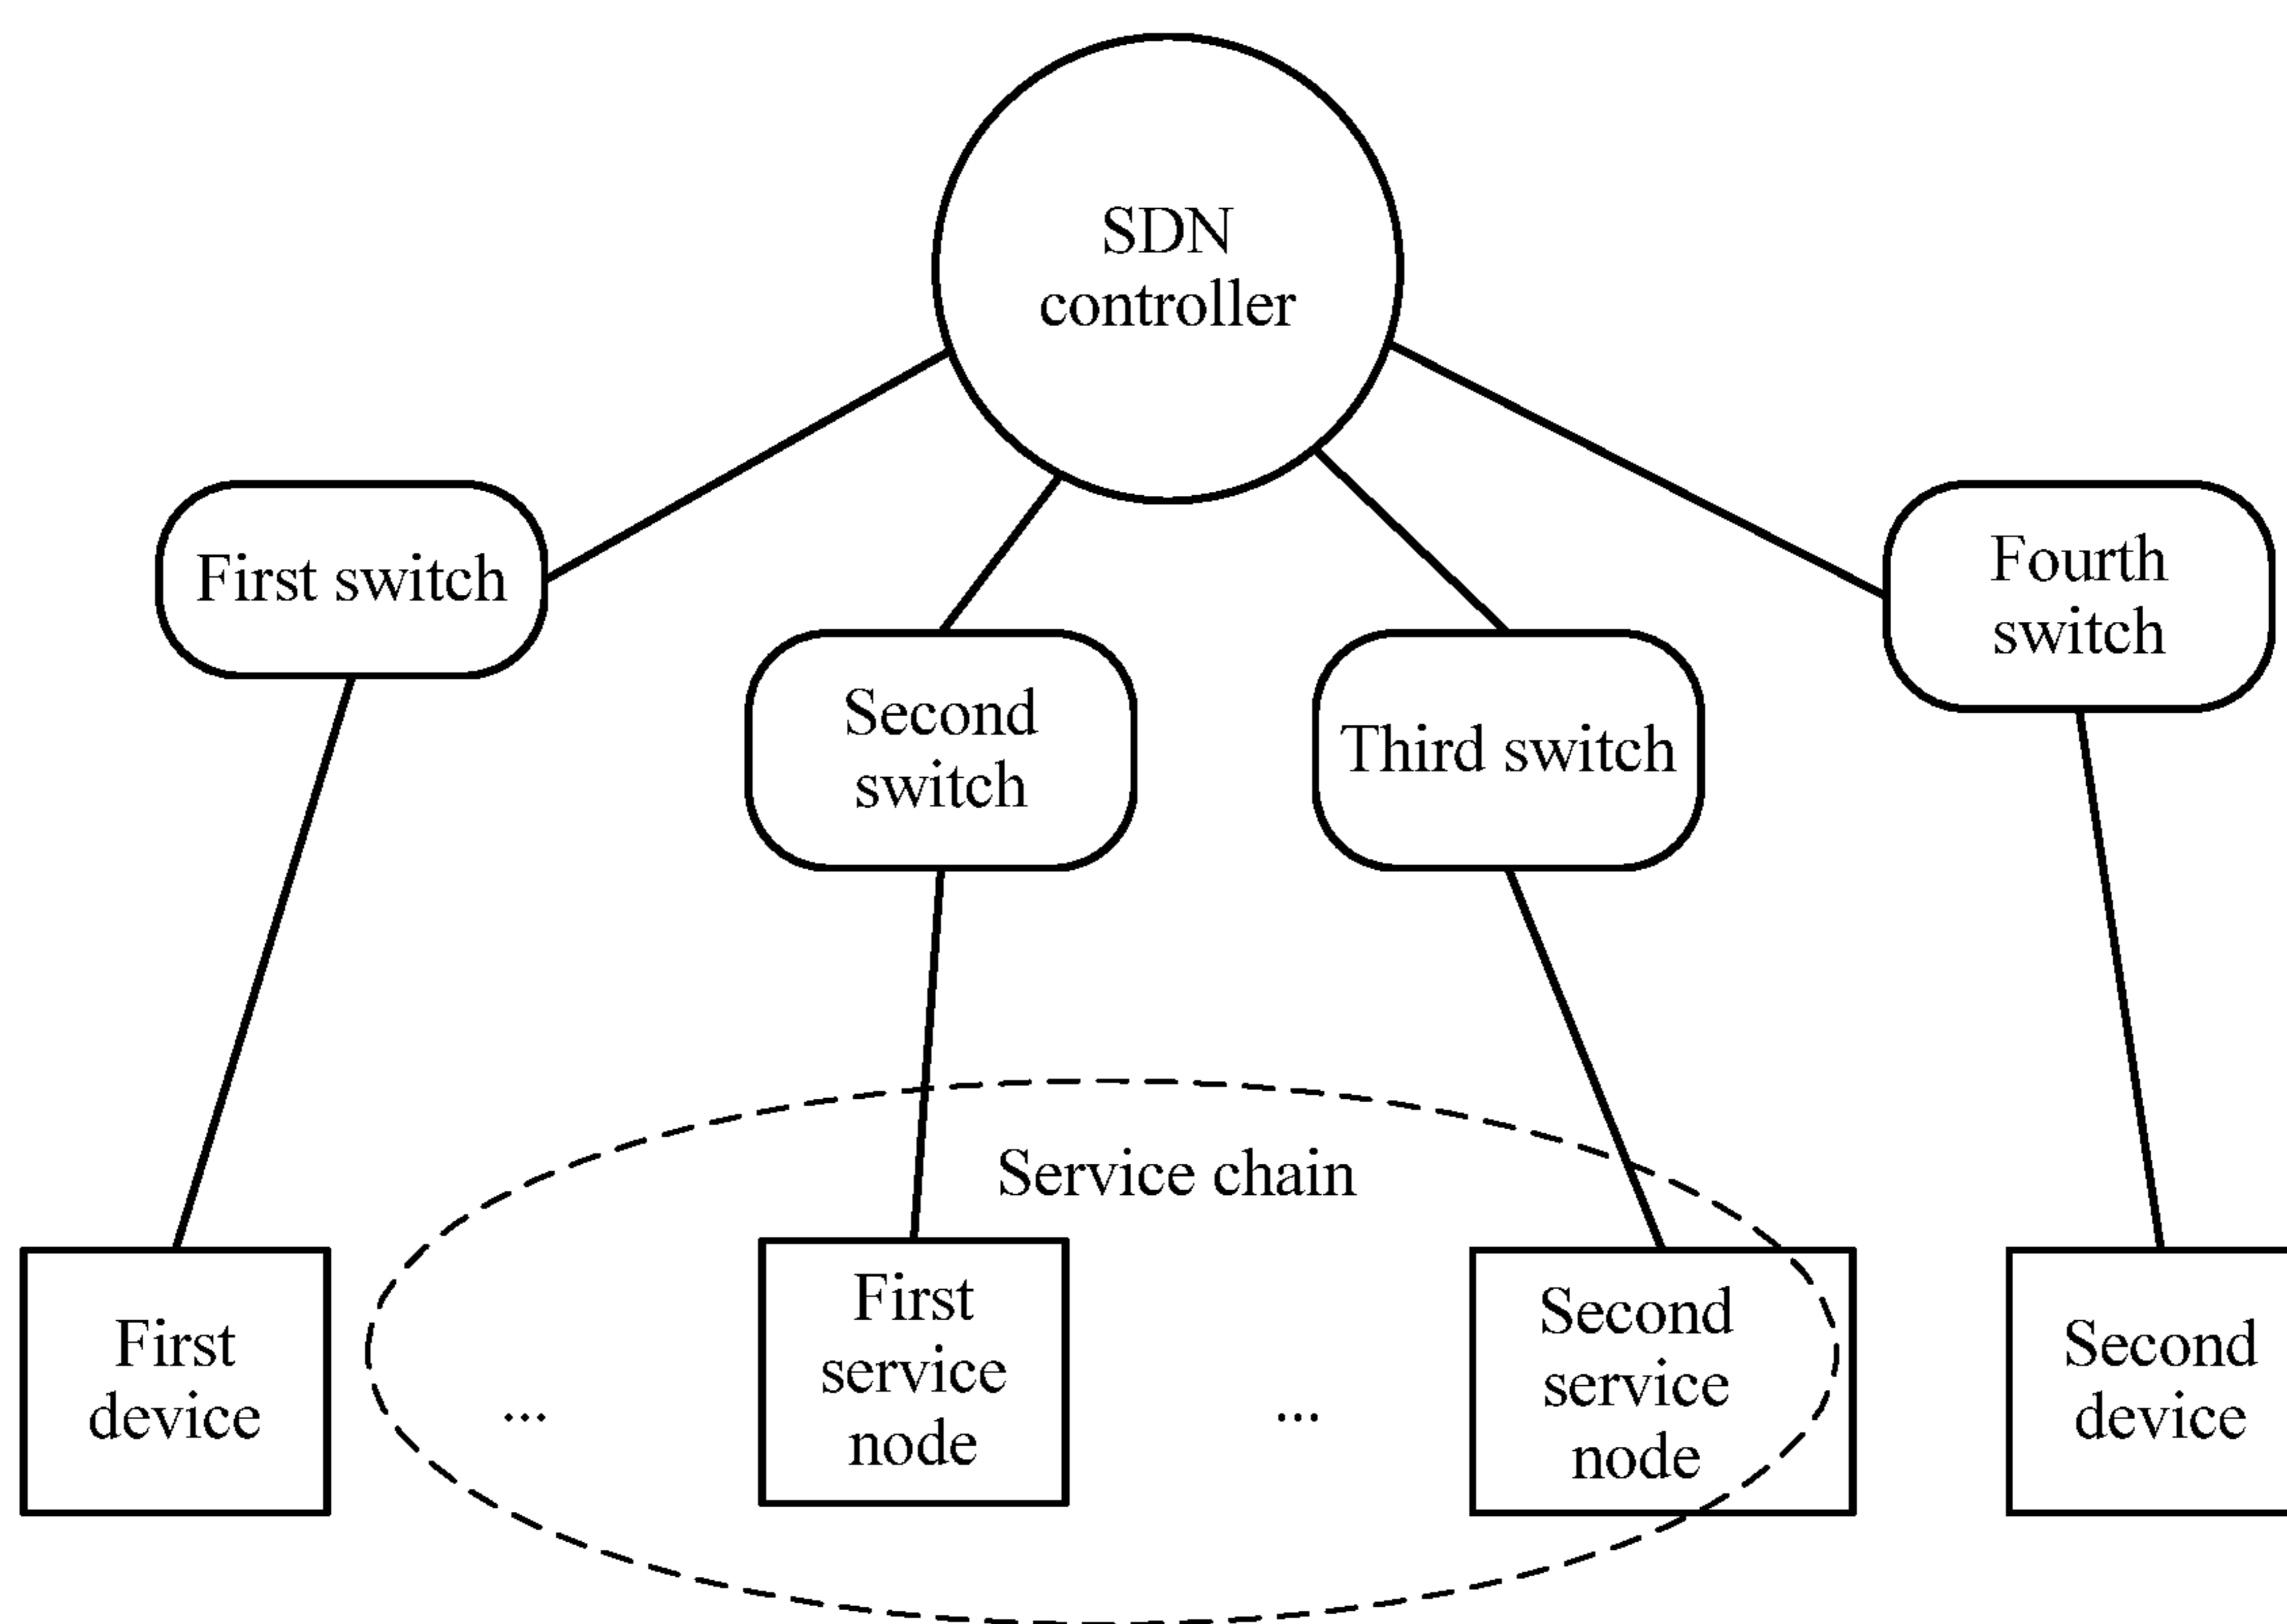 SDN
controller
First switch
Fourth
switch
Second
switch
Third switch
Service chain
First
device
...
First
service
node
...
Second
service
node
Second
device